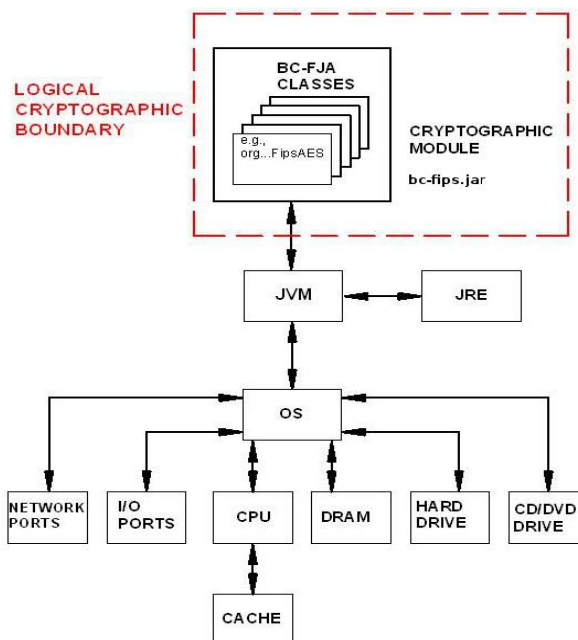 BC-FJA
CLASSES
e.g.,
org...FipsAES
LOGICAL
CRYPTOGRAPHIC
BOUNDARY
CRYPTOGRAPHIC
MODULE
bc-fips.jar
JVM
JRE
OS
NETWORK
PORTS
I/O
PORTS
CPU
DRAM
HARD
DRIVE
CD/DVD
DRIVE
CACHE